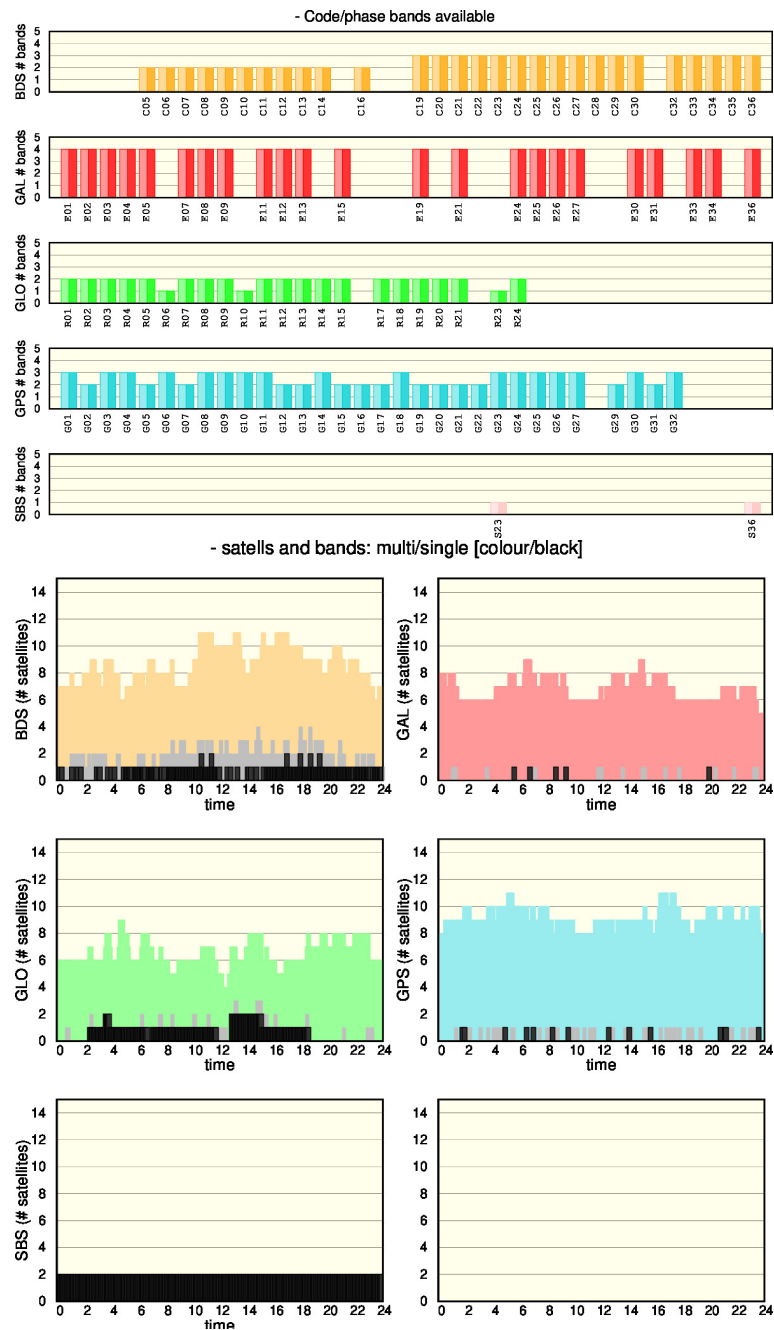 - Code/phase bands available
BDS # bands
5
4
3
2
1
0
C05 C06 C07 C08 C09 C10 C11 C12 C13 C14 C16 C19 C20 C21 C22 C23 C24 C25 C26 C27 C28 C29 C30 C32 C33 C34 C35 C36
GAL # bands
5
4
3
2
1
0
E01 E02 E03 E04 E05 E07 E08 E09 E11 E12 E13 E15 E19 E21 E24 E25 E26 E27 E30 E31 E33 E34 E36
GLO # bands
5
4
3
2
1
0
R01 R02 R03 R04 R05 R06 R07 R08 R09 R10 R11 R12 R13 R14 R15 R17 R18 R19 R20 R21 R23 R24
GPS # bands
5
4
3
2
1
0
G01 G02 G03 G04 G05 G06 G07 G08 G09 G10 G11 G12 G13 G14 G15 G16 G17 G18 G19 G20 G21 G22 G23 G24 G25 G26 G27 G29 G30 G31 G32
SBS # bands
5
4
3
2
1
0
S23 S36
- satells and bands: multi/single [colour/black]
BDS (# satellites)
14
12
10
8
6
4
2
0
0 2 4 6 8 10 12 14 16 18 20 22 24
time
GAL (# satellites)
14
12
10
8
6
4
2
0
0 2 4 6 8 10 12 14 16 18 20 22 24
time
GLO (# satellites)
14
12
10
8
6
4
2
0
0 2 4 6 8 10 12 14 16 18 20 22 24
time
GPS (# satellites)
14
12
10
8
6
4
2
0
0 2 4 6 8 10 12 14 16 18 20 22 24
time
SBS (# satellites)
14
12
10
8
6
4
2
0
0 2 4 6 8 10 12 14 16 18 20 22 24
time
14
12
10
8
6
4
2
0
0 2 4 6 8 10 12 14 16 18 20 22 24